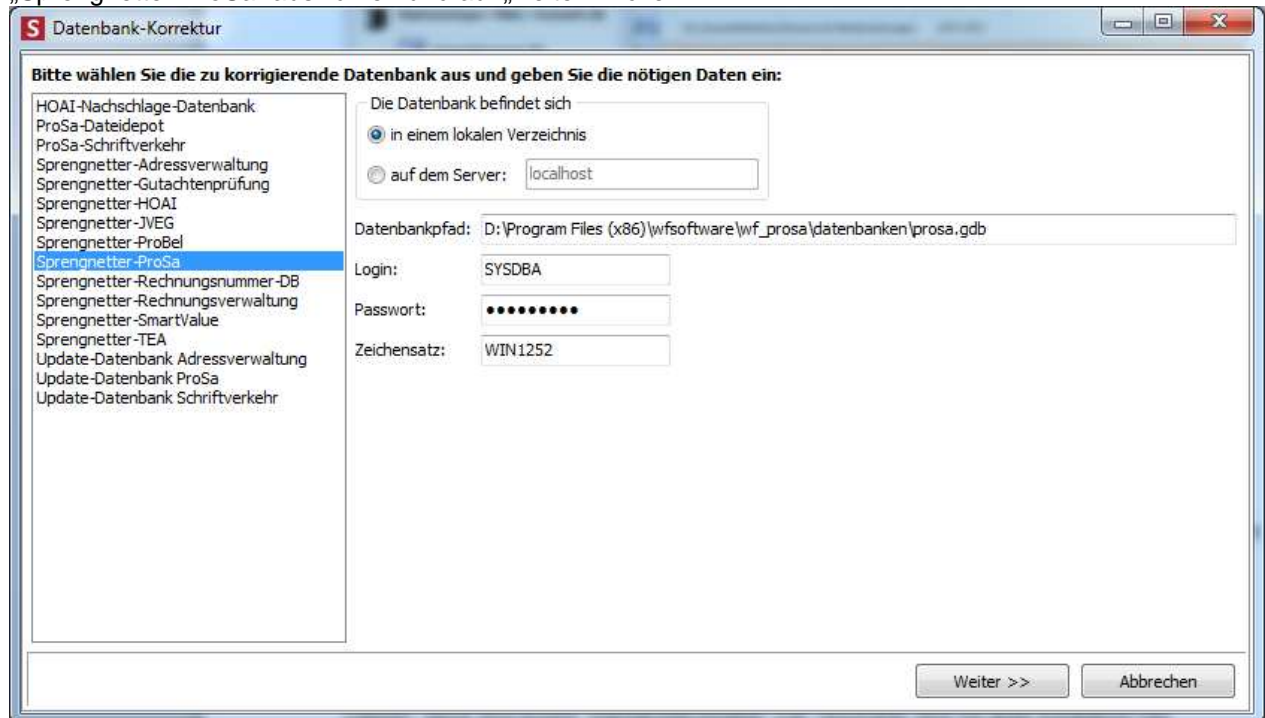 S Datenbank-Korrektur
Bitte wählen Sie die zu korrigierende Datenbank aus und geben Sie die nötigen Daten ein:
HOAI-Nachschlage-Datenbank
ProSa-Dateidepot
ProSa-Schriftverkehr
Sprengnetter-Adressverwaltung
Sprengnetter-Gutachtenprüfung
Sprengnetter-HOAI
Sprengnetter-JVEG
Sprengnetter-ProBel
Sprengnetter-ProSa
Sprengnetter-Rechnungsnummer-DB
Sprengnetter-Rechnungsverwaltung
Sprengnetter-SmartValue
Sprengnetter-TEA
Update-Datenbank Adressverwaltung
Update-Datenbank ProSa
Update-Datenbank Schriftverkehr
Die Datenbank befindet sich
in einem lokalen Verzeichnis
auf dem Server: localhost
Datenbankpfad: D:\Program Files (x86)\wfsoftware\wf_prosa\datenbanken\prosa.gdb
Login: SYSDBA
Passwort: •••••••••
Zeichensatz: WIN1252
Weiter >> Abbrechen